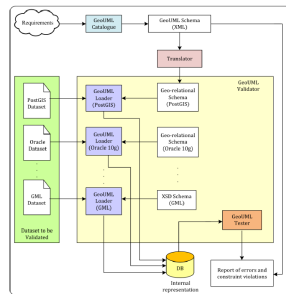 Requirements
GeoUML
Catalogue
GeoUML Schema
(XML)
Translator
GeoUML
Validator
PostGIS
Dataset
GeoUML
Loader
(PostGIS)
Geo-relational
Schema
(PostGIS)
Oracle
Dataset
GeoUML
Loader
(Oracle 10g)
Geo-relational
Schema
(Oracle 10g)
GML
Dataset
GeoUML
Loader
(GML)
XSD Schema
(GML)
Dataset to be
Validated
GeoUML
Tester
DB
Internal
representation
Report of errors and
constraint violations